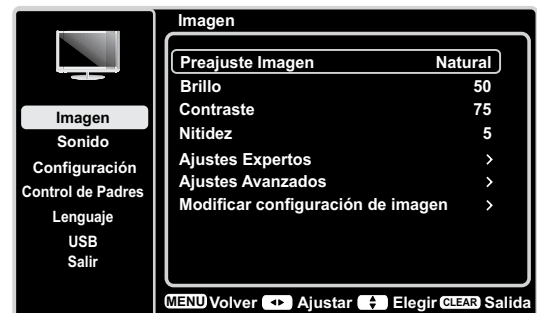 Imagen
Imagen
Sonido
Configuración
Control de Padres
Lenguaje
USB
Salir
Preajuste Imagen Natural
Brillo 50
Contraste 75
Nitidez 5
Ajustes Expertos >
Ajustes Avanzados >
Modificar configuración de imagen >
MENU Volver Ajustar Elegir CLEAR Salida